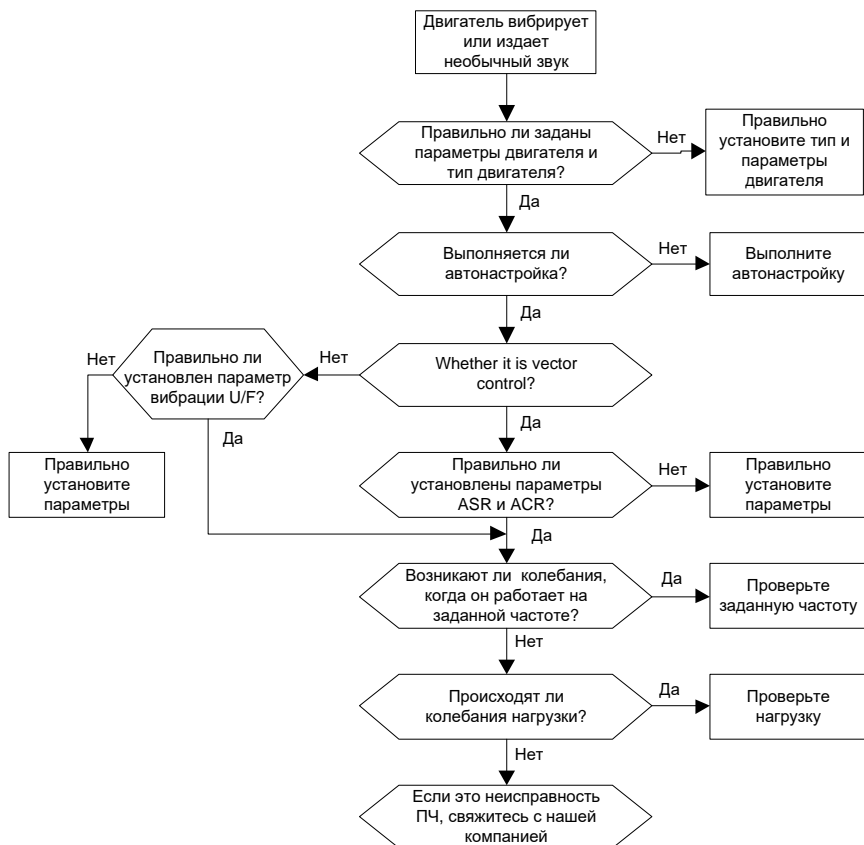 Двигатель вибрирует
или издает
необычный звук
Правильно ли заданы
параметры двигателя и
тип двигателя?
Нет
Правильно
установите тип и
параметры
двигателя
Да
Выполняется ли
автонастройка?
Нет
Выполните
автонастройку
Да
Нет
Правильно ли
установлен параметр
вибрации U/F?
Нет
Whether it is vector
control?
Да
Да
Правильно
установите
параметры
Правильно ли
установлены параметры
ASR и ACR?
Нет
Правильно
установите
параметры
Да
Возникают ли колебания,
когда он работает на
заданной частоте?
Да
Проверьте
заданную частоту
Нет
Происходят ли
колебания нагрузки?
Да
Проверьте
нагрузку
Нет
Если это неисправность
ПЧ, свяжитесь с нашей
компанией